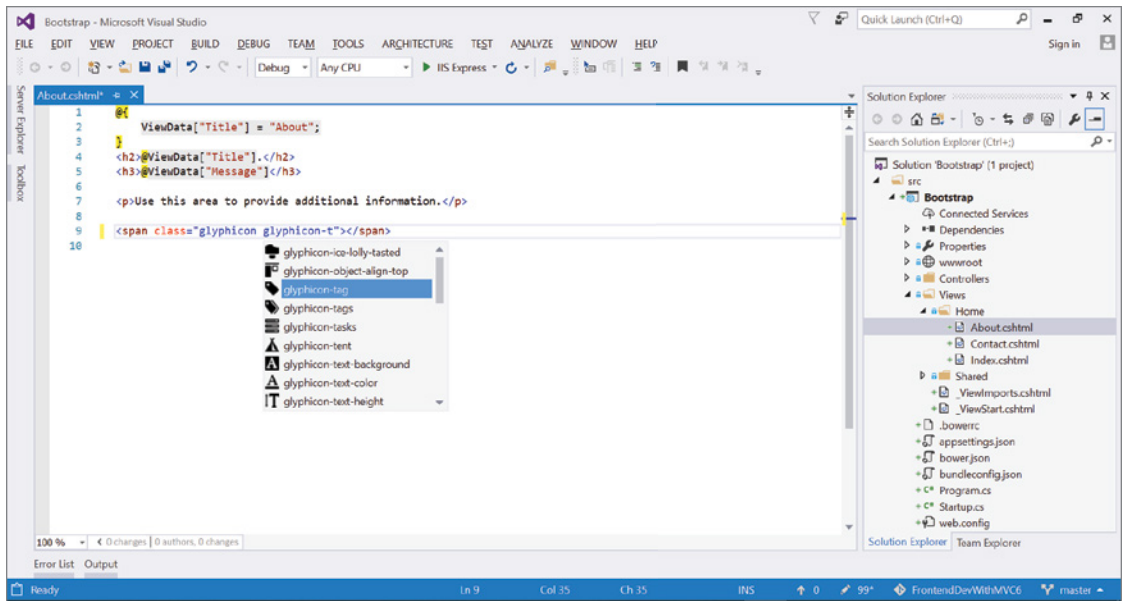 Bootstrap - Microsoft Visual Studio
Quick Launch (Ctrl+Q)
FILE EDIT VIEW PROJECT BUILD DEBUG TEAM TOOLS ARCHITECTURE TEST ANALYZE WINDOW HELP
Sign in
Debug
Any CPU
IIS Express
Server Explorer
Toolbox
About.cshtml*
1 @{
2 ViewData["Title"] = "About";
3 }
4 <h2>@ViewData["Title"].</h2>
5 <h3>@ViewData["Message"]</h3>
6
7 <p>Use this area to provide additional information.</p>
8
9 <span class="glyphicon glyphicon-t"></span>
10
glyphicon-ice-lolly-tasted
glyphicon-object-align-top
glyphicon-tag
glyphicon-tags
glyphicon-tasks
glyphicon-tent
glyphicon-text-background
glyphicon-text-color
glyphicon-text-height
100 %
0 changes | 0 authors, 0 changes
Solution Explorer
Search Solution Explorer (Ctrl+;)
Solution 'Bootstrap' (1 project)
src
Bootstrap
Connected Services
Dependencies
Properties
wwwroot
Controllers
Views
Home
About.cshtml
Contact.cshtml
Index.cshtml
Shared
_ViewImports.cshtml
_ViewStart.cshtml
.bowerrc
appsettings.json
bower.json
bundleconfig.json
Program.cs
Startup.cs
web.config
Solution Explorer Team Explorer
Error List Output
Ready Ln 9 Col 35 Ch 35 INS 0 99* FrontendDevWithMVC6 master